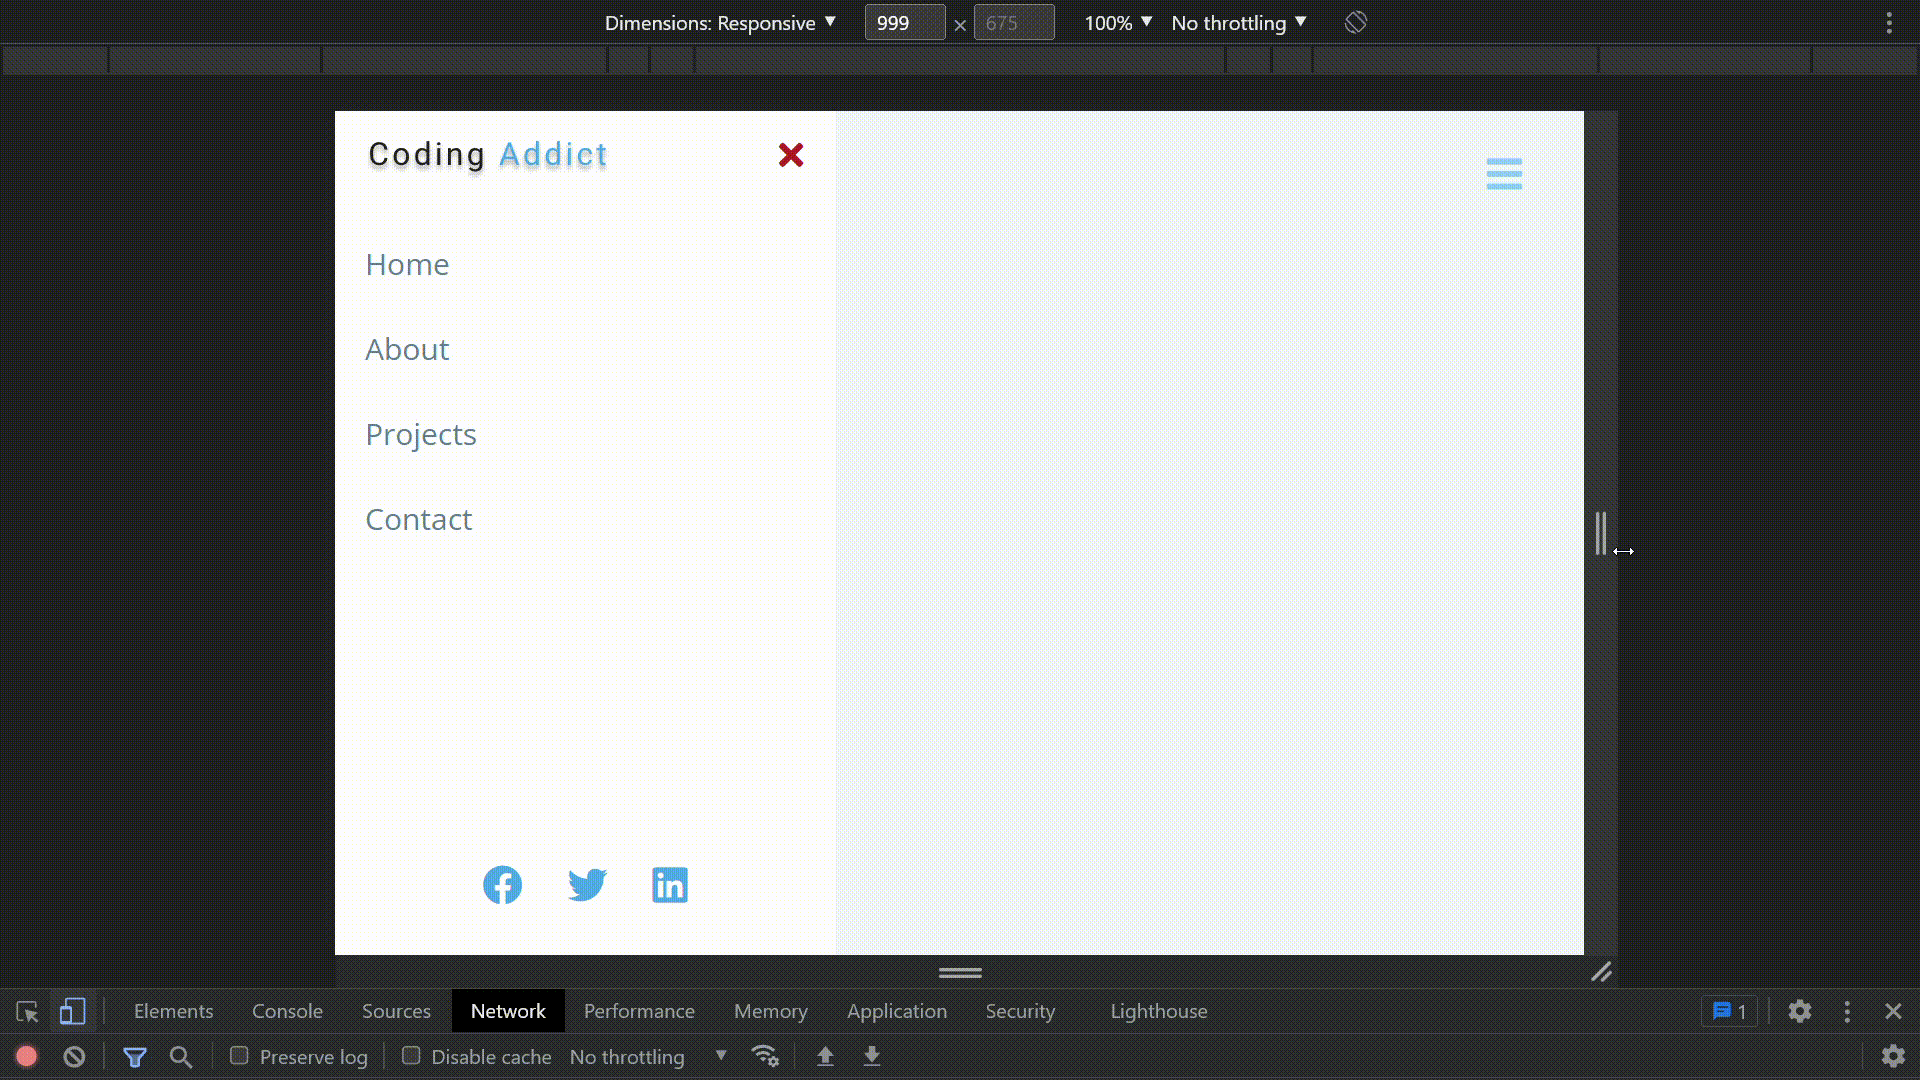 Dimensions: Responsive ▼ 999 × 675 100% ▼ No throttling ▼
Coding Addict
Home
About
Projects
Contact
Elements Console Sources Network Performance Memory Application Security Lighthouse 1
Preserve log Disable cache No throttling ▼